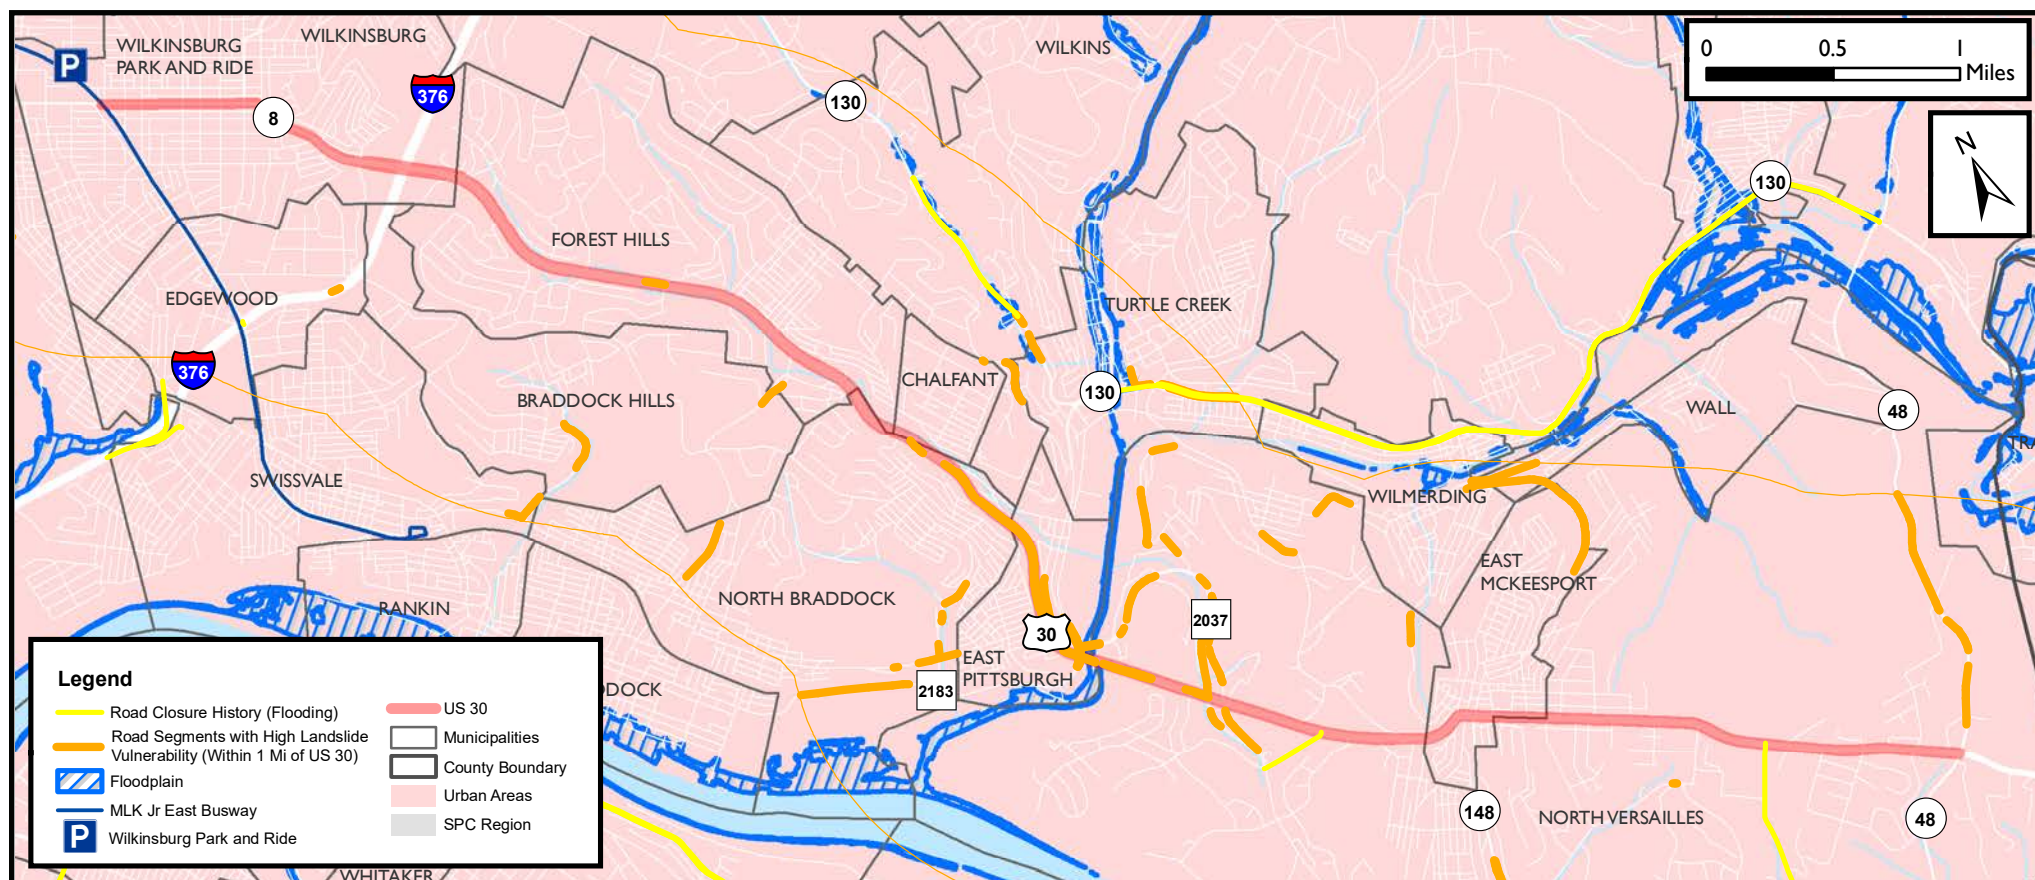 WILKINSBURG
PARK AND RIDE
P
WILKINSBURG
376
8
WILKINS
130
0
0.5
1
Miles
N
130
FOREST HILLS
EDGEWOOD
376
TURTLE CREEK
CHALFANT
130
BRADDOCK HILLS
WALL
48
TRA
SWISSVALE
WILMERDING
EAST
MCKEESPORT
RANKIN
NORTH BRADDOCK
30
2037
EAST
PITTSBURGH
2183
DDOCK
148
NORTH VERSAILLES
48
WHITAKER
Legend
Road Closure History (Flooding)
Road Segments with High Landslide
Vulnerability (Within 1 Mi of US 30)
Floodplain
MLK Jr East Busway
P
Wilkinsburg Park and Ride
US 30
Municipalities
County Boundary
Urban Areas
SPC Region